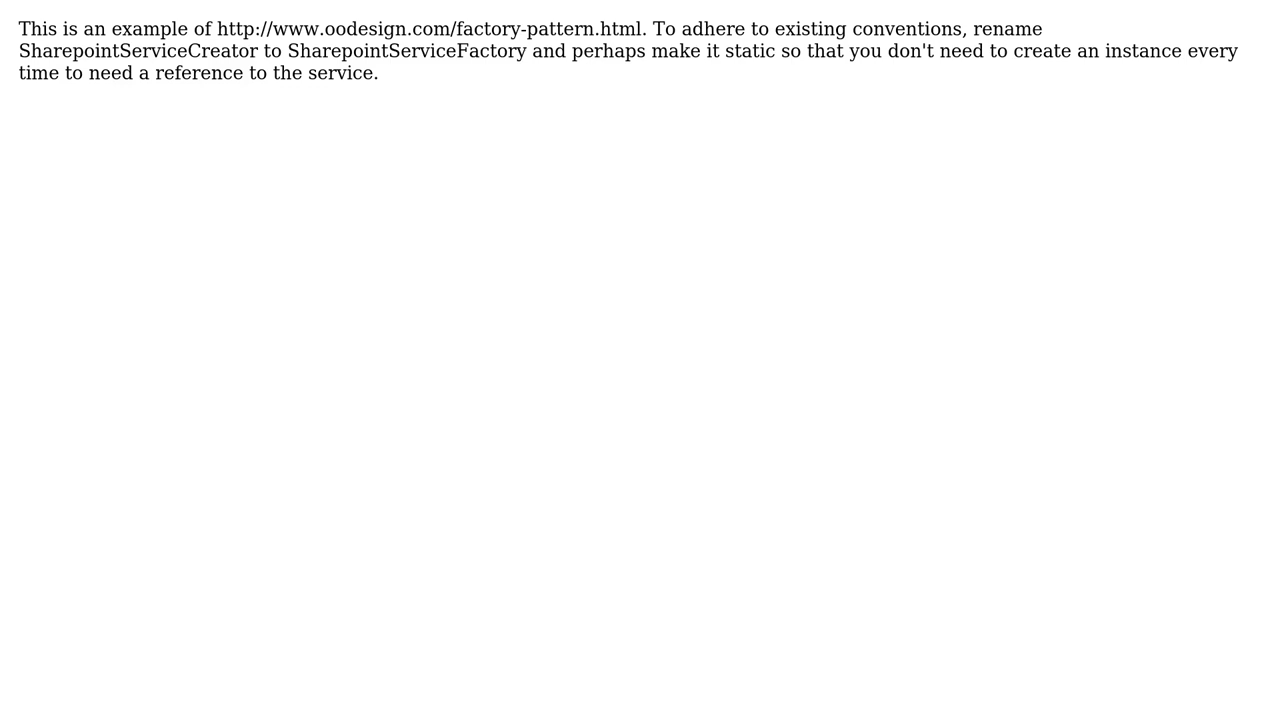 This is an example of http://www.oodesign.com/factory-pattern.html. To adhere to existing conventions, rename
SharepointServiceCreator to SharepointServiceFactory and perhaps make it static so that you don't need to create an instance every
time to need a reference to the service.